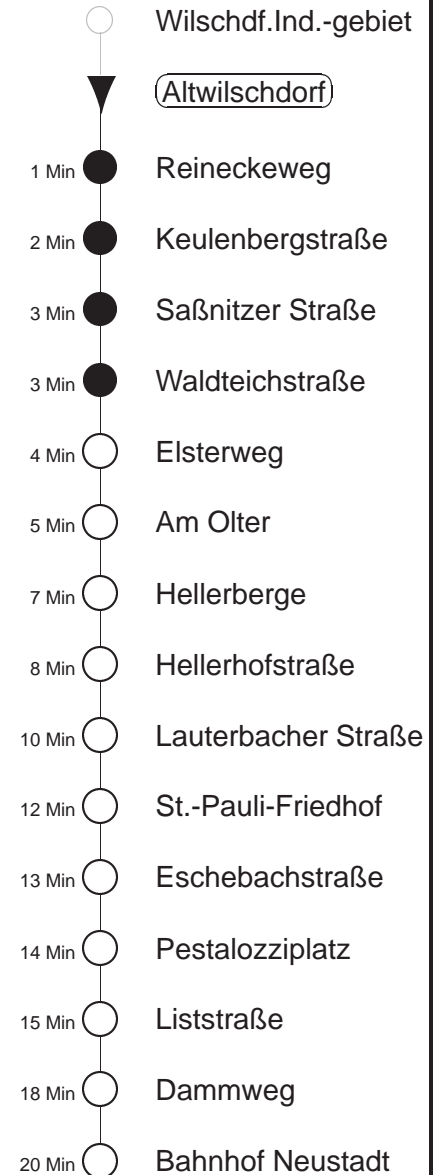 Wilschdf.Ind.-gebiet
Altwilschdorf
1 Min Reineckeweg
2 Min Keulenbergstraße
3 Min Saßnitzer Straße
3 Min Waldteichstraße
4 Min Elsterweg
5 Min Am Olter
7 Min Hellerberge
8 Min Hellerhofstraße
10 Min Lauterbacher Straße
12 Min St.-Pauli-Friedhof
13 Min Eschebachstraße
14 Min Pestalozziplatz
15 Min Liststraße
18 Min Dammweg
20 Min Bahnhof Neustadt